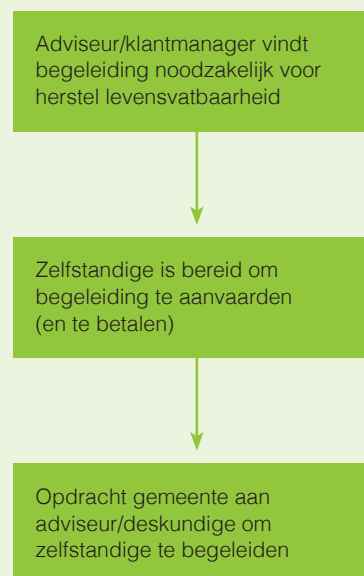 Adviseur/klantmanager vindt
begeleiding noodzakelijk voor
herstel levensvatbaarheid
Zelfstandige is bereid om
begeleiding te aanvaarden
(en te betalen)
Opdracht gemeente aan
adviseur/deskundige om
zelfstandige te begeleiden